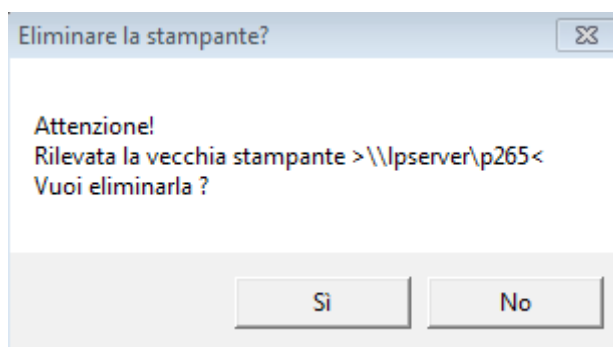 Eliminare la stampante?
Attenzione!
Rilevata la vecchia stampante >\\lpserver\p265<
Vuoi eliminarla ?
Sì
No